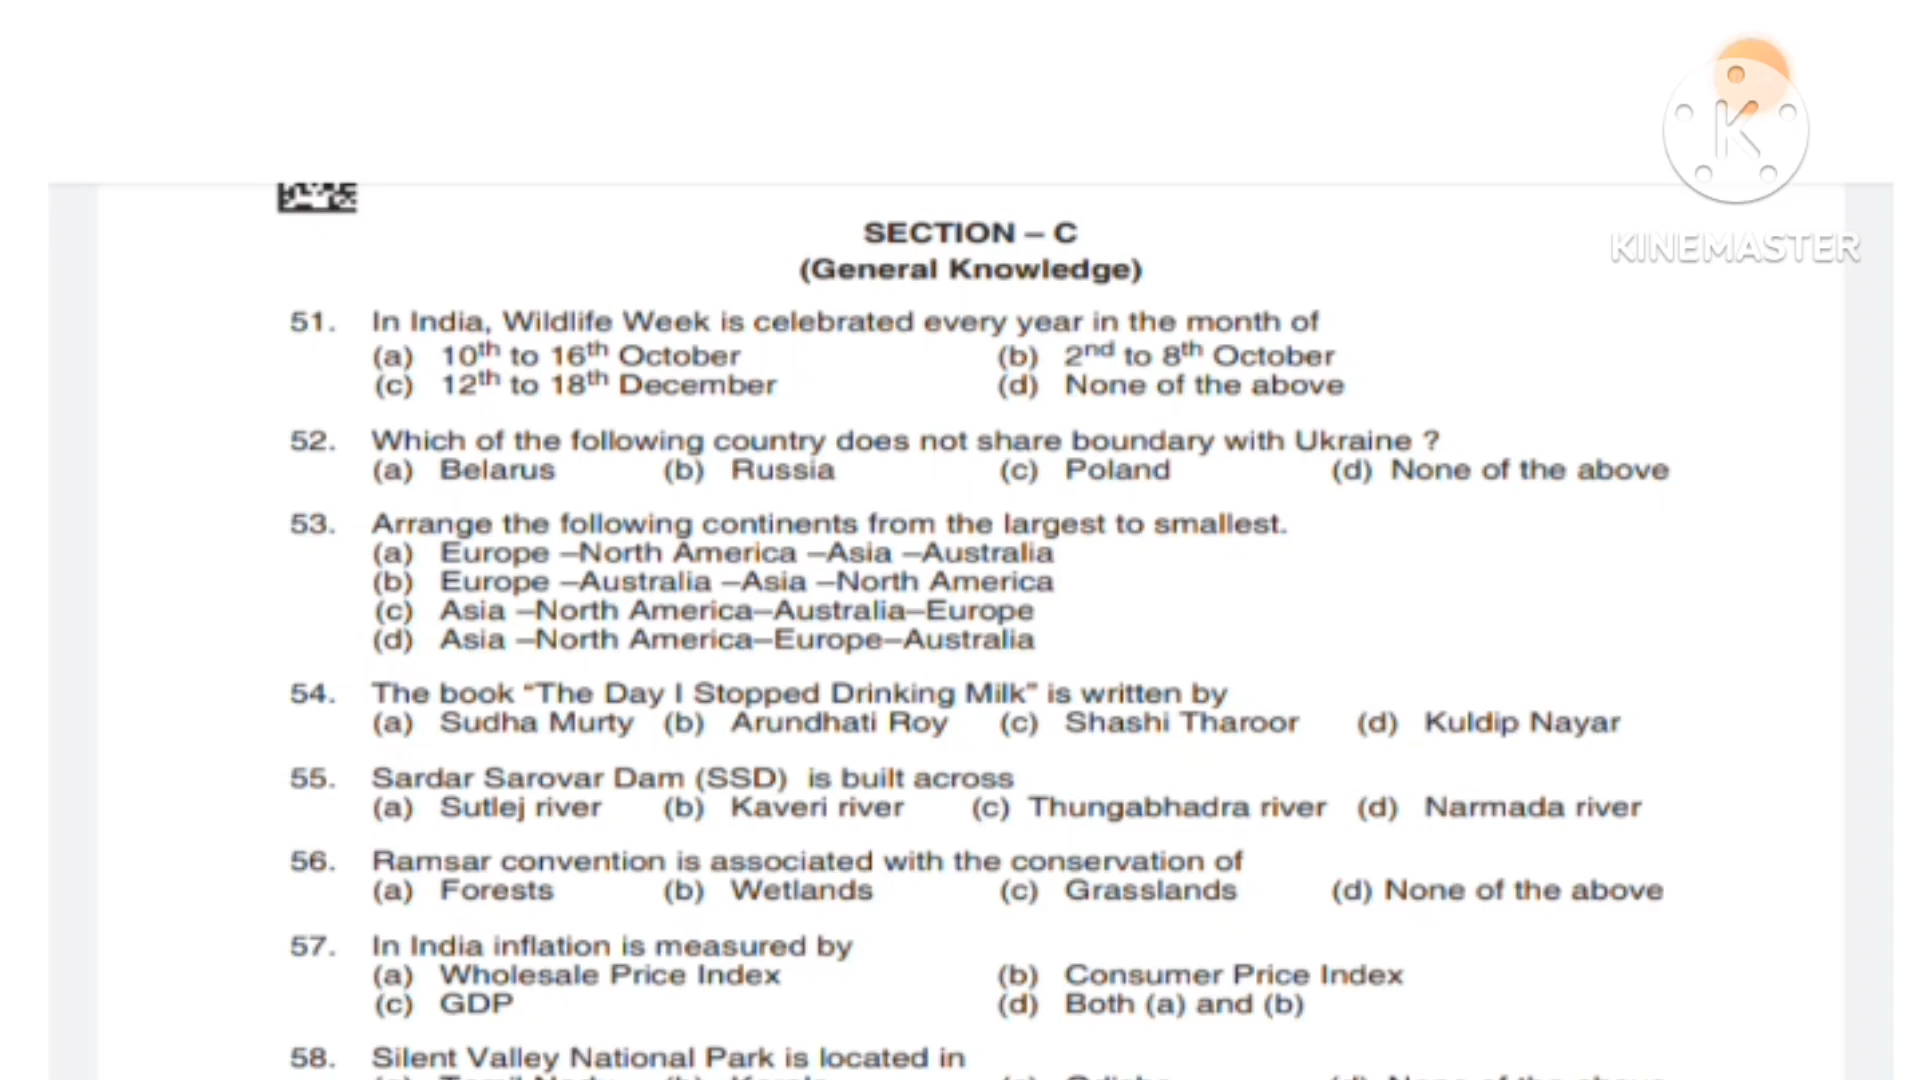 K
KINEMASTER
SECTION – C
(General Knowledge)
51. In India, Wildlife Week is celebrated every year in the month of
(a) 10th to 16th October (b) 2nd to 8th October
(c) 12th to 18th December (d) None of the above
52. Which of the following country does not share boundary with Ukraine ?
(a) Belarus (b) Russia (c) Poland (d) None of the above
53. Arrange the following continents from the largest to smallest.
(a) Europe –North America –Asia –Australia
(b) Europe –Australia –Asia –North America
(c) Asia –North America–Australia–Europe
(d) Asia –North America–Europe–Australia
54. The book “The Day I Stopped Drinking Milk” is written by
(a) Sudha Murty (b) Arundhati Roy (c) Shashi Tharoor (d) Kuldip Nayar
55. Sardar Sarovar Dam (SSD) is built across
(a) Sutlej river (b) Kaveri river (c) Thungabhadra river (d) Narmada river
56. Ramsar convention is associated with the conservation of
(a) Forests (b) Wetlands (c) Grasslands (d) None of the above
57. In India inflation is measured by
(a) Wholesale Price Index (b) Consumer Price Index
(c) GDP (d) Both (a) and (b)
58. Silent Valley National Park is located in